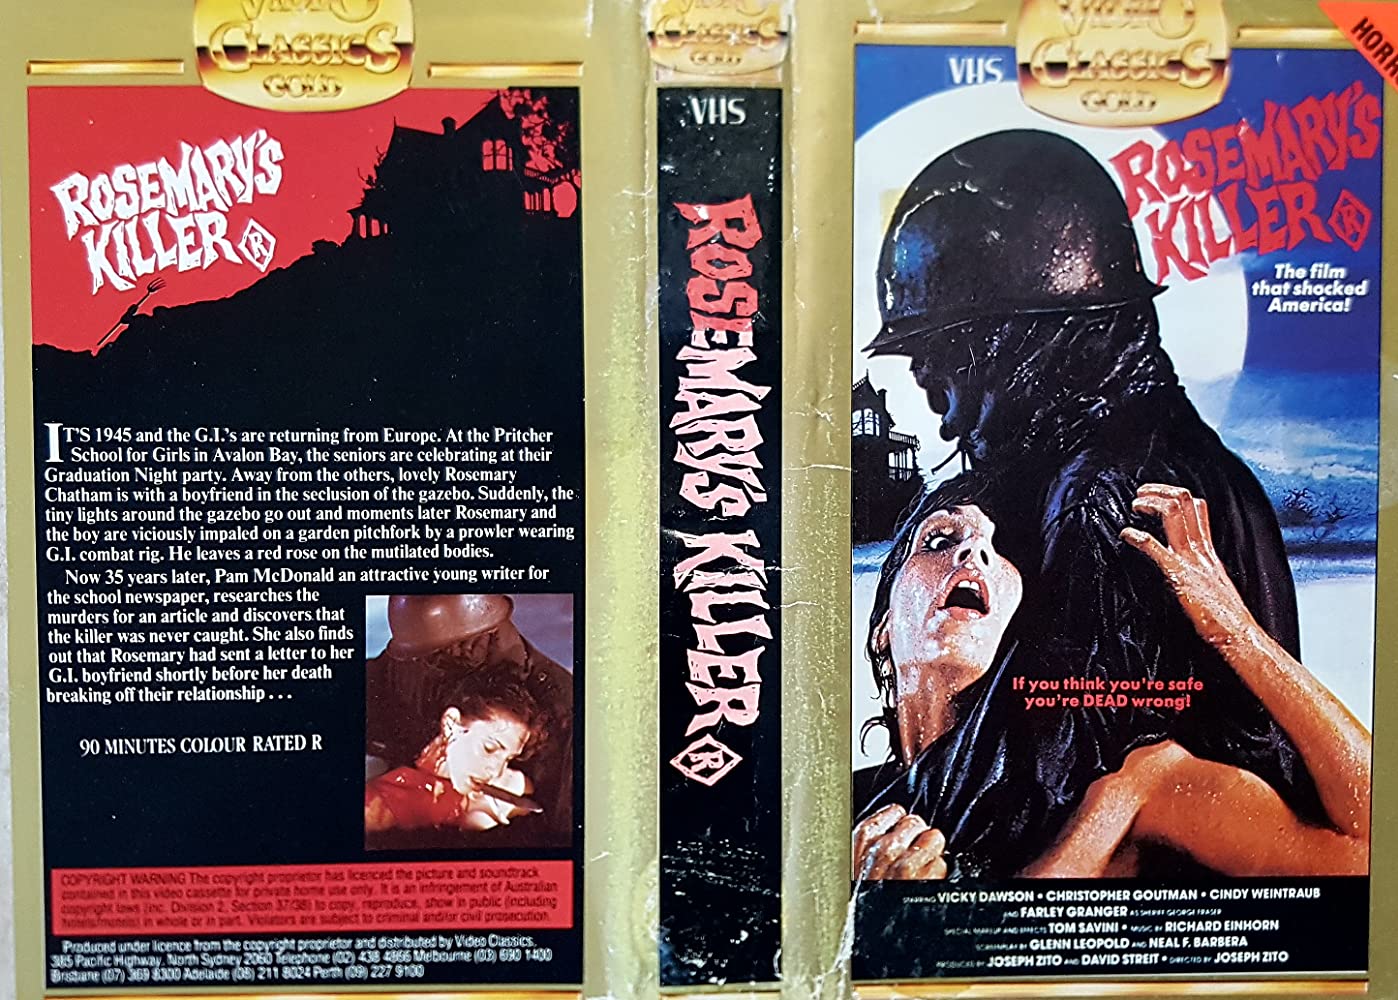 VIDEO
CLASSICS
GOLD
ROSEMARY'S
KILLER R
IT'S 1945 and the G.I.'s are returning from Europe. At the Pritcher
School for Girls in Avalon Bay, the seniors are celebrating at their
Graduation Night party. Away from the others, lovely Rosemary
Chatham is with a boyfriend in the seclusion of the gazebo. Suddenly, the
tiny lights around the gazebo go out and moments later Rosemary and
the boy are viciously impaled on a garden pitchfork by a prowler wearing
G.I. combat rig. He leaves a red rose on the mutilated bodies.
Now 35 years later, Pam McDonald an attractive young writer for
the school newspaper, researches the
murders for an article and discovers that
the killer was never caught. She also finds
out that Rosemary had sent a letter to her
G.I. boyfriend shortly before her death
breaking off their relationship . . .
90 MINUTES COLOUR RATED R
COPYRIGHT WARNING The copyright proprietor has licenced the picture and soundtrack
contained in this video cassette for private home use only. It is an infringement of Australian
copyright laws (inc. Division 2, Section 37/38) to copy, reproduce, show in public (including
hotels/motels) in whole or in part. Violators are subject to criminal and/or civil prosecution.
Produced under licence from the copyright proprietor and distributed by Video Classics.
385 Pacific Highway, North Sydney 2060 Telephone (02) 438 4866 Melbourne (03) 690 1400
Brisbane (07) 369 8300 Adelaide (08) 211 8024 Perth (09) 227 9100
VIDEO
CLASSICS
GOLD
VHS
ROSEMARY'S KILLER R
VIDEO
CLASSICS
GOLD
VHS
ROSEMARY'S
KILLER R
The film
that shocked
America!
If you think you're safe
you're DEAD wrong!
STARRING VICKY DAWSON • CHRISTOPHER GOUTMAN • CINDY WEINTRAUB
AND FARLEY GRANGER AS SHERIFF GEORGE FRASER
SPECIAL MAKEUP AND EFFECTS TOM SAVINI • MUSIC BY RICHARD EINHORN
SCREENPLAY BY GLENN LEOPOLD AND NEAL F. BARBERA
PRODUCED BY JOSEPH ZITO AND DAVID STREIT • DIRECTED BY JOSEPH ZITO